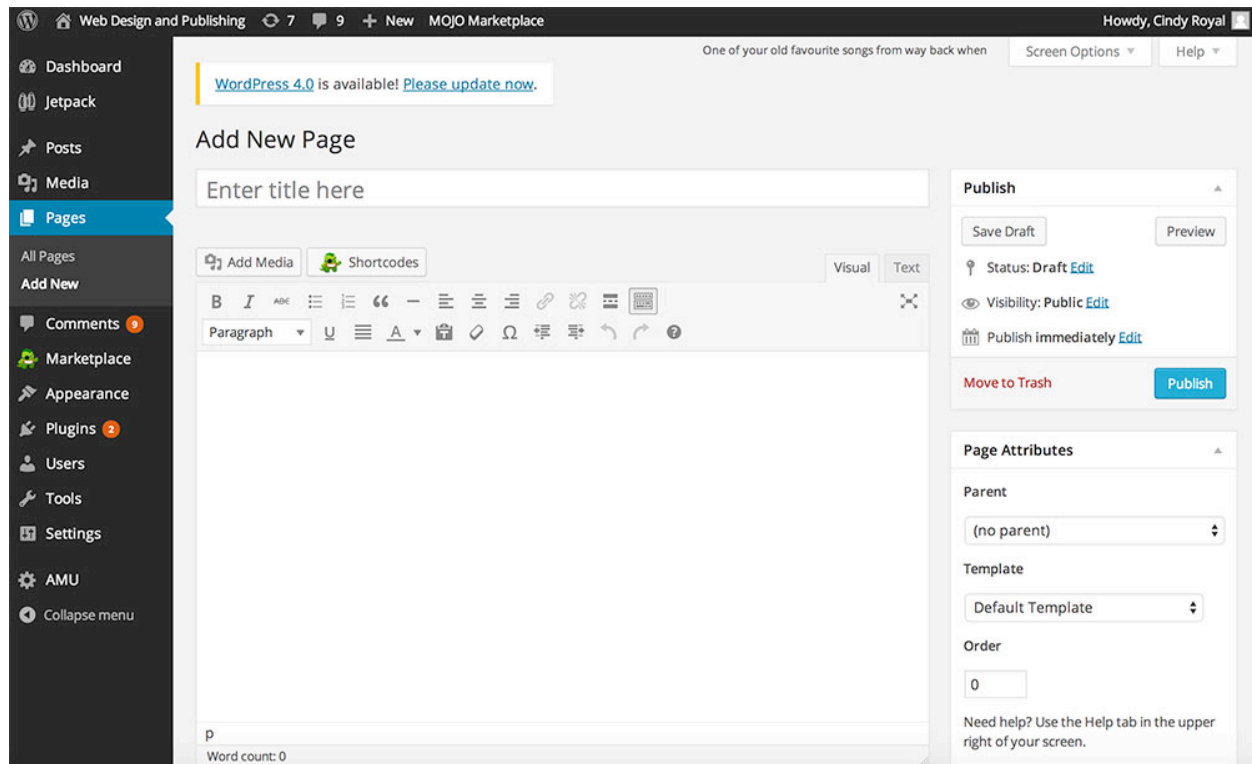 Web Design and Publishing 7 9 + New MOJO Marketplace Howdy, Cindy Royal
One of your old favourite songs from way back when Screen Options Help
Dashboard
Jetpack
Posts
Media
Pages
All Pages
Add New
Comments 9
Marketplace
Appearance
Plugins 2
Users
Tools
Settings
AMU
Collapse menu
WordPress 4.0 is available! Please update now.
Add New Page
Enter title here
Add Media Shortcodes Visual Text
B I ABC
Paragraph U A Ω
p
Word count: 0
Publish
Save Draft Preview
Status: Draft Edit
Visibility: Public Edit
Publish immediately Edit
Move to Trash Publish
Page Attributes
Parent
(no parent)
Template
Default Template
Order
0
Need help? Use the Help tab in the upper
right of your screen.